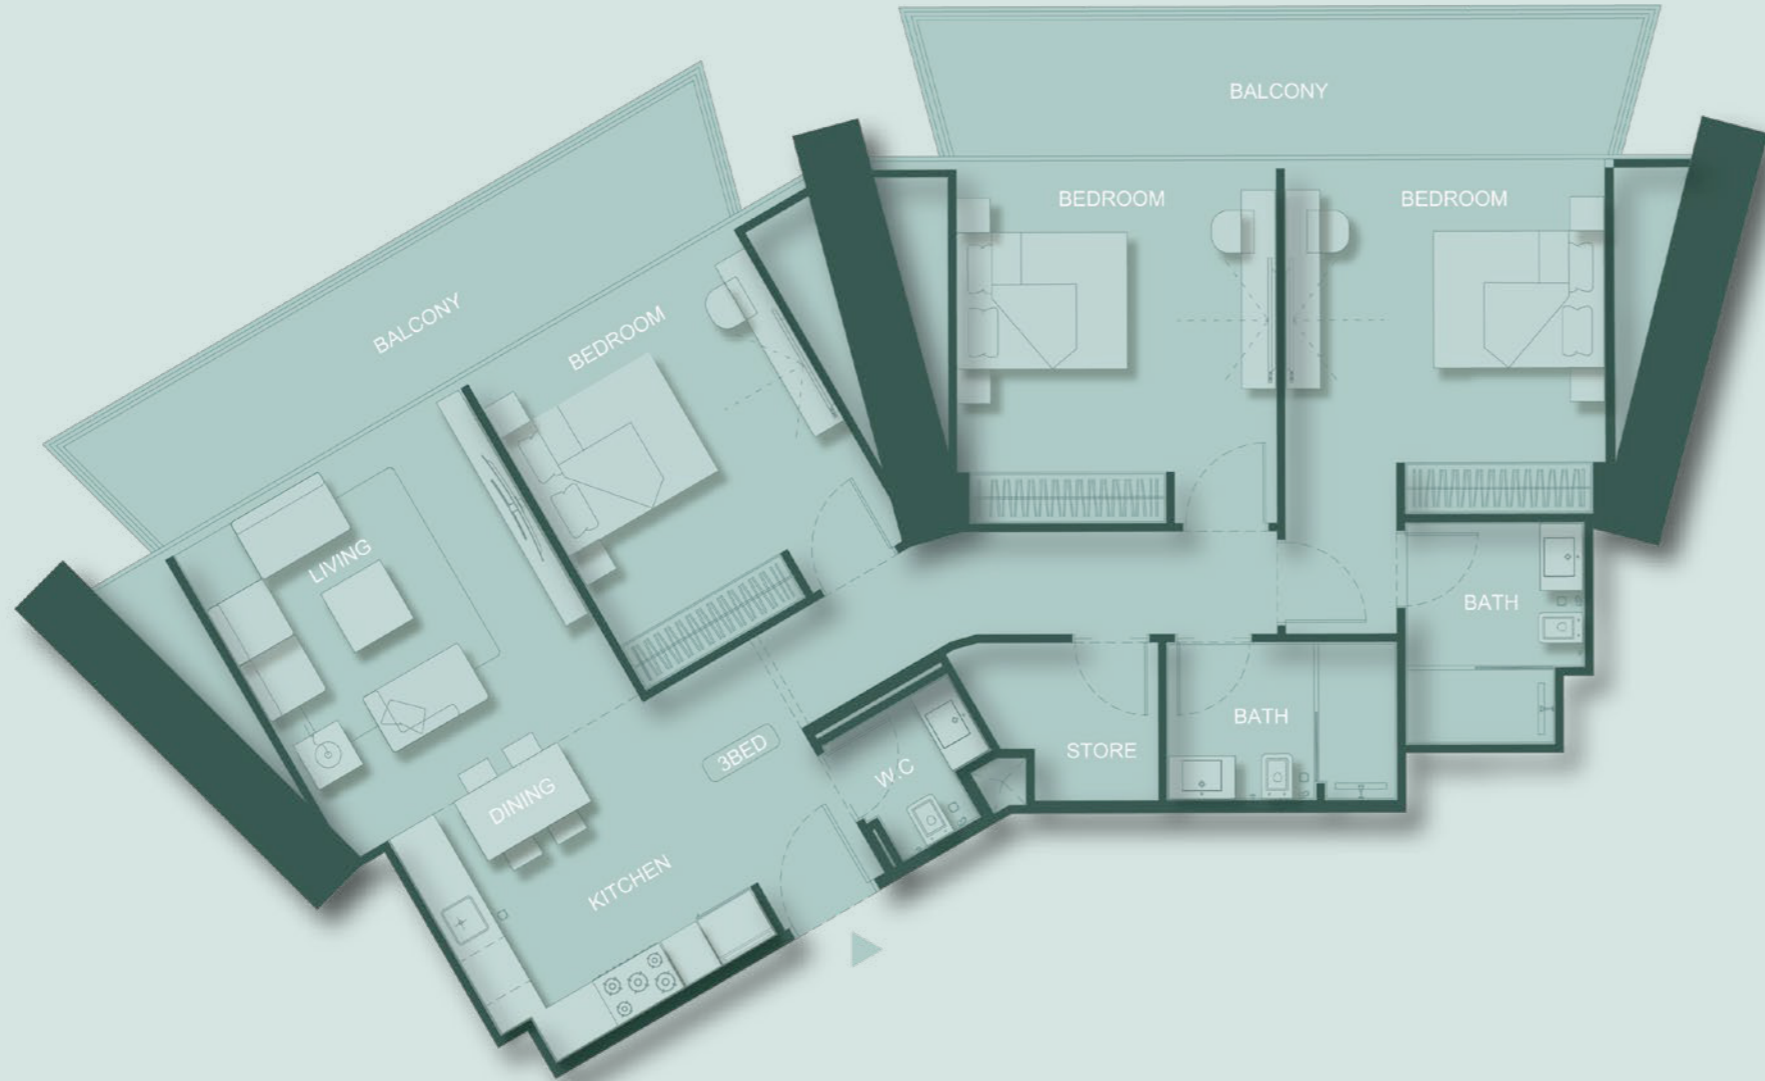 BALCONY
BALCONY
BEDROOM
BEDROOM
BEDROOM
LIVING
BATH
BATH
STORE
3BED
W.C
DINING
KITCHEN